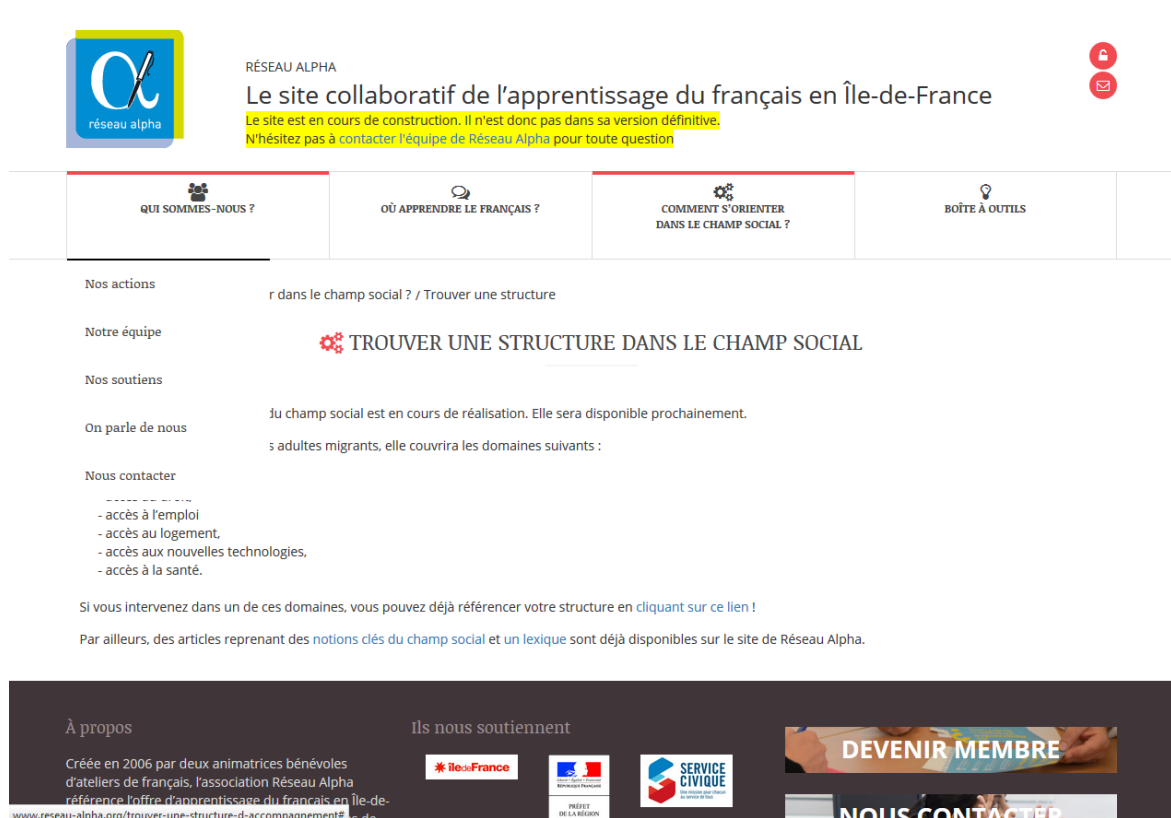 réseau alpha
RÉSEAU ALPHA
Le site collaboratif de l'apprentissage du français en Île-de-France
Le site est en cours de construction. Il n'est donc pas dans sa version définitive.
N'hésitez pas à contacter l'équipe de Réseau Alpha pour toute question
QUI SOMMES-NOUS ?
OÙ APPRENDRE LE FRANÇAIS ?
COMMENT S'ORIENTER
DANS LE CHAMP SOCIAL ?
BOÎTE À OUTILS
Nos actions
Notre équipe
Nos soutiens
On parle de nous
Nous contacter
r dans le champ social ? / Trouver une structure
TROUVER UNE STRUCTURE DANS LE CHAMP SOCIAL
du champ social est en cours de réalisation. Elle sera disponible prochainement.
s adultes migrants, elle couvrira les domaines suivants :
- accès à l'emploi
- accès au logement,
- accès aux nouvelles technologies,
- accès à la santé.
Si vous intervenez dans un de ces domaines, vous pouvez déjà référencer votre structure en cliquant sur ce lien !
Par ailleurs, des articles reprenant des notions clés du champ social et un lexique sont déjà disponibles sur le site de Réseau Alpha.
À propos
Créée en 2006 par deux animatrices bénévoles
d'ateliers de français, l'association Réseau Alpha
référence l'offre d'apprentissage du français en Île-de-
www.reseau-alpha.org/trouver-une-structure-d-accompagnement#
Ils nous soutiennent
îledeFrance
RÉPUBLIQUE FRANÇAISE
PRÉFET
DE LA RÉGION
SERVICE
CIVIQUE
DEVENIR MEMBRE
NOUS CONTACTER